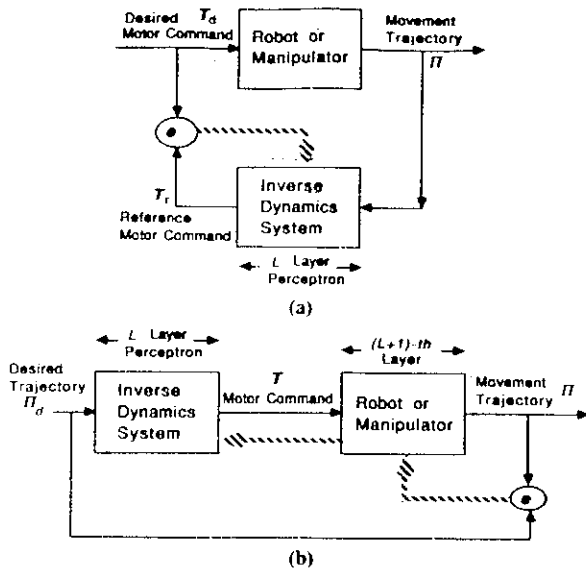 Desired
Motor Command
T_d
Robot or
Manipulator
Movement
Trajectory
Π
T_r
Reference
Motor Command
Inverse
Dynamics
System
L Layer
Perceptron
(a)
L Layer
Perceptron
(L+1)-th
Layer
Desired
Trajectory
Π_d
Inverse
Dynamics
System
T
Motor Command
Robot or
Manipulator
Movement
Trajectory
Π
(b)